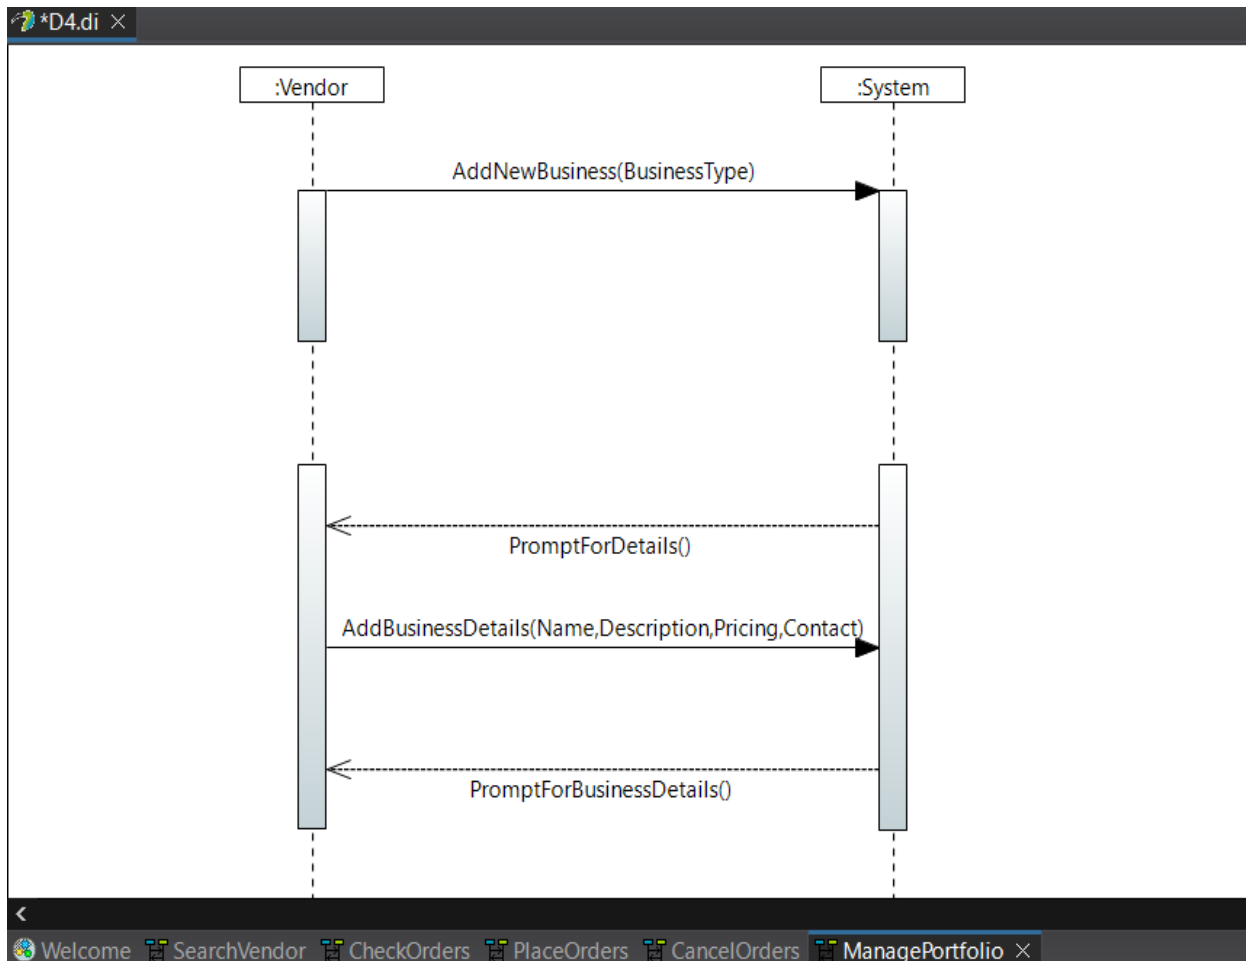 *D4.di
:Vendor :System
AddNewBusiness(BusinessType)
PromptForDetails()
AddBusinessDetails(Name,Description,Pricing,Contact)
PromptForBusinessDetails()
Welcome SearchVendor CheckOrders PlaceOrders CancelOrders ManagePortfolio